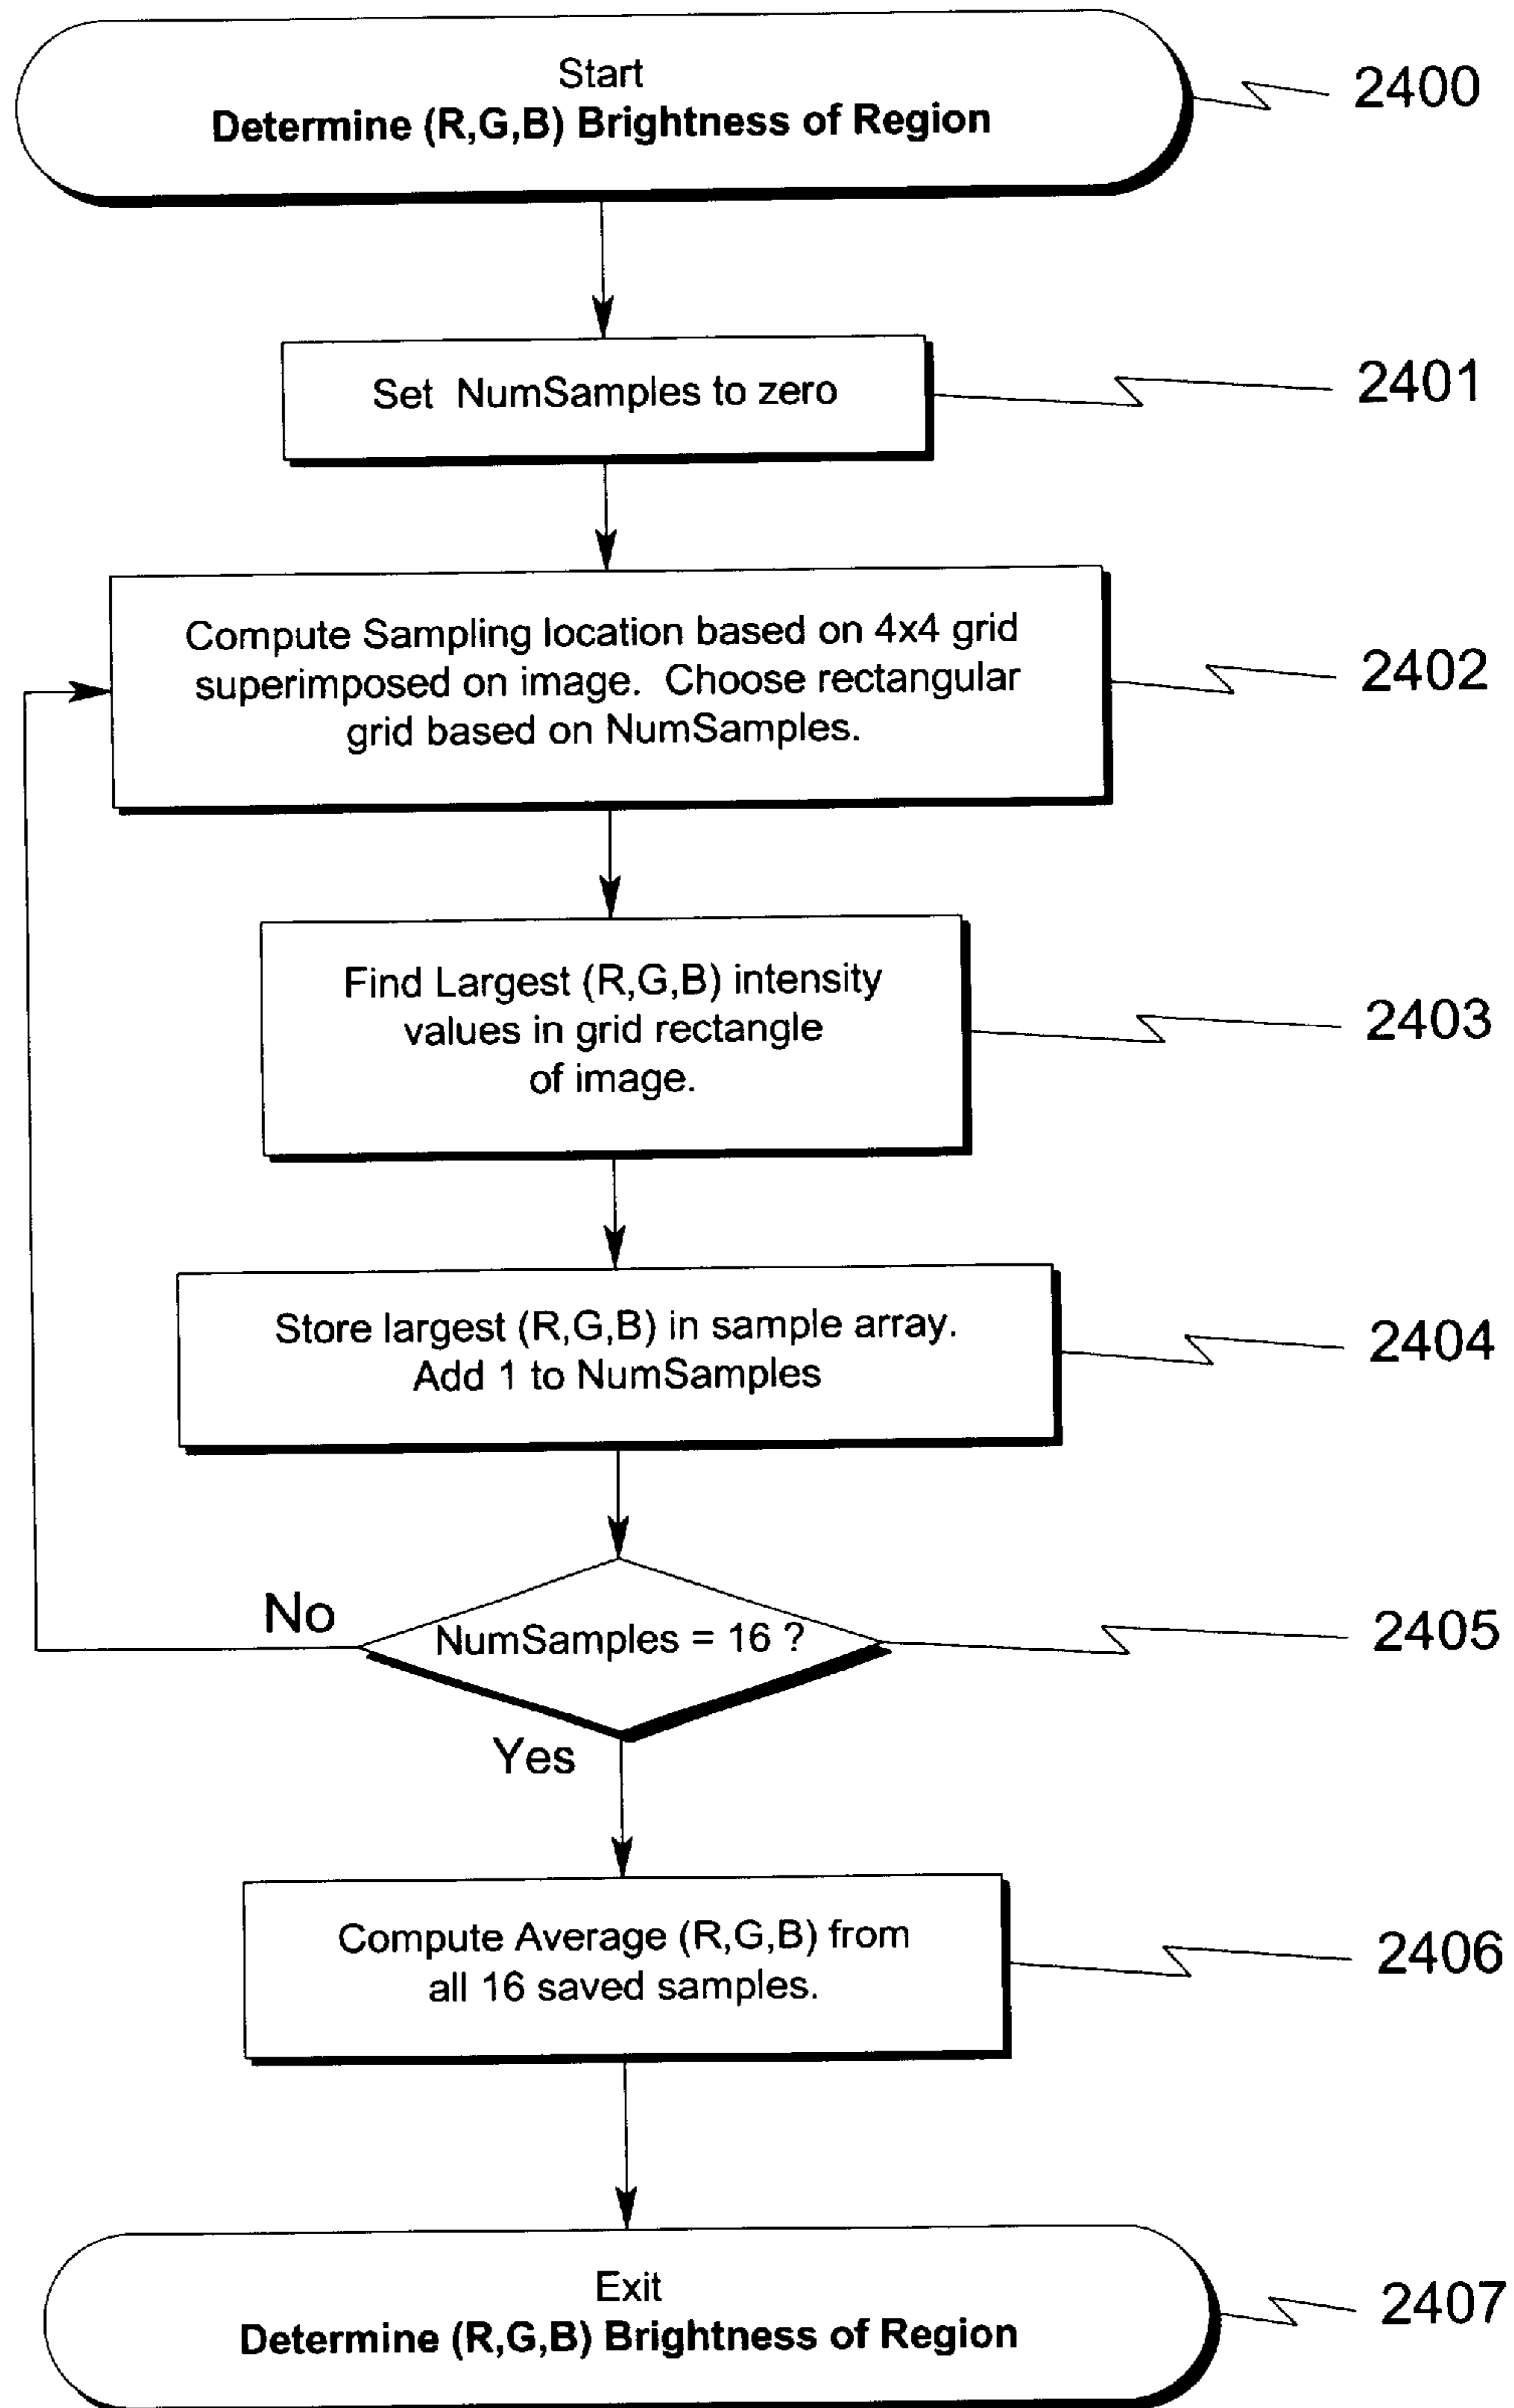 Start
Determine (R,G,B) Brightness of Region
2400
Set NumSamples to zero
2401
Compute Sampling location based on 4x4 grid
superimposed on image. Choose rectangular
grid based on NumSamples.
2402
Find Largest (R,G,B) intensity
values in grid rectangle
of image.
2403
Store largest (R,G,B) in sample array.
Add 1 to NumSamples
2404
No
NumSamples = 16 ?
2405
Yes
Compute Average (R,G,B) from
all 16 saved samples.
2406
Exit
Determine (R,G,B) Brightness of Region
2407